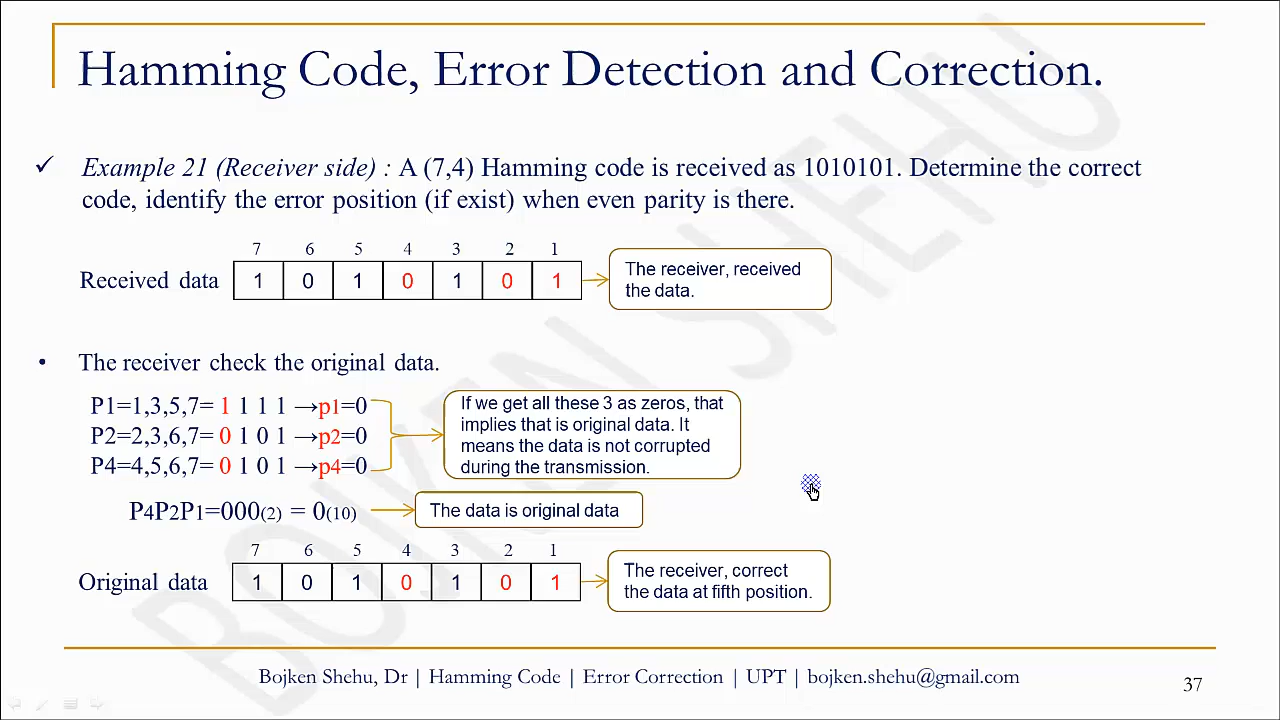 Hamming Code, Error Detection and Correction.
✓ Example 21 (Receiver side) : A (7,4) Hamming code is received as 1010101. Determine the correct
code, identify the error position (if exist) when even parity is there.
7 6 5 4 3 2 1
Received data 1 0 1 0 1 0 1
The receiver, received
the data.
• The receiver check the original data.
P1=1,3,5,7= 1 1 1 1 →p1=0
P2=2,3,6,7= 0 1 0 1 →p2=0
P4=4,5,6,7= 0 1 0 1 →p4=0
If we get all these 3 as zeros, that
implies that is original data. It
means the data is not corrupted
during the transmission.
P4P2P1=000(2) = 0(10)
The data is original data
7 6 5 4 3 2 1
Original data 1 0 1 0 1 0 1
The receiver, correct
the data at fifth position.
Bojken Shehu, Dr | Hamming Code | Error Correction | UPT | bojken.shehu@gmail.com
37
BOJKEN SHEHU